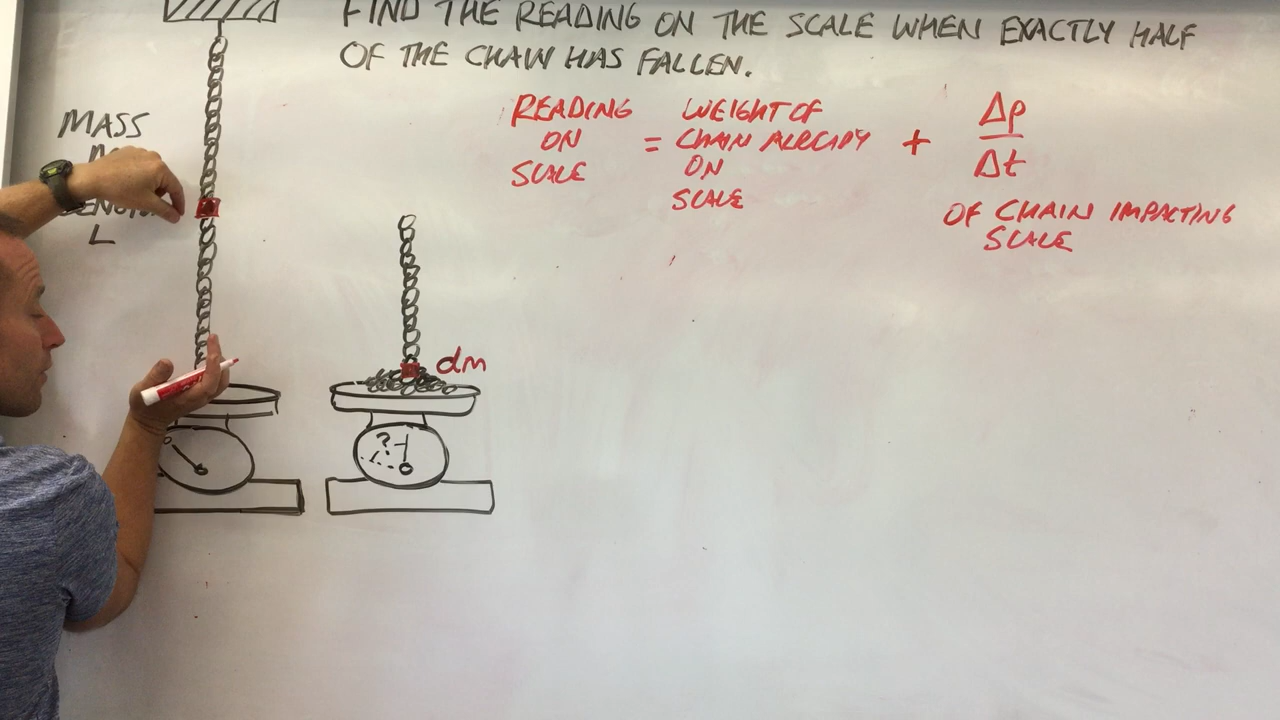 FIND THE READING ON THE SCALE WHEN EXACTLY HALF
OF THE CHAIN HAS FALLEN.
MASS
L
READING
ON
SCALE
=
WEIGHT OF
CHAIN ALREADY
ON
SCALE
+
Δp
Δt
OF CHAIN IMPACTING
SCALE
dm
?